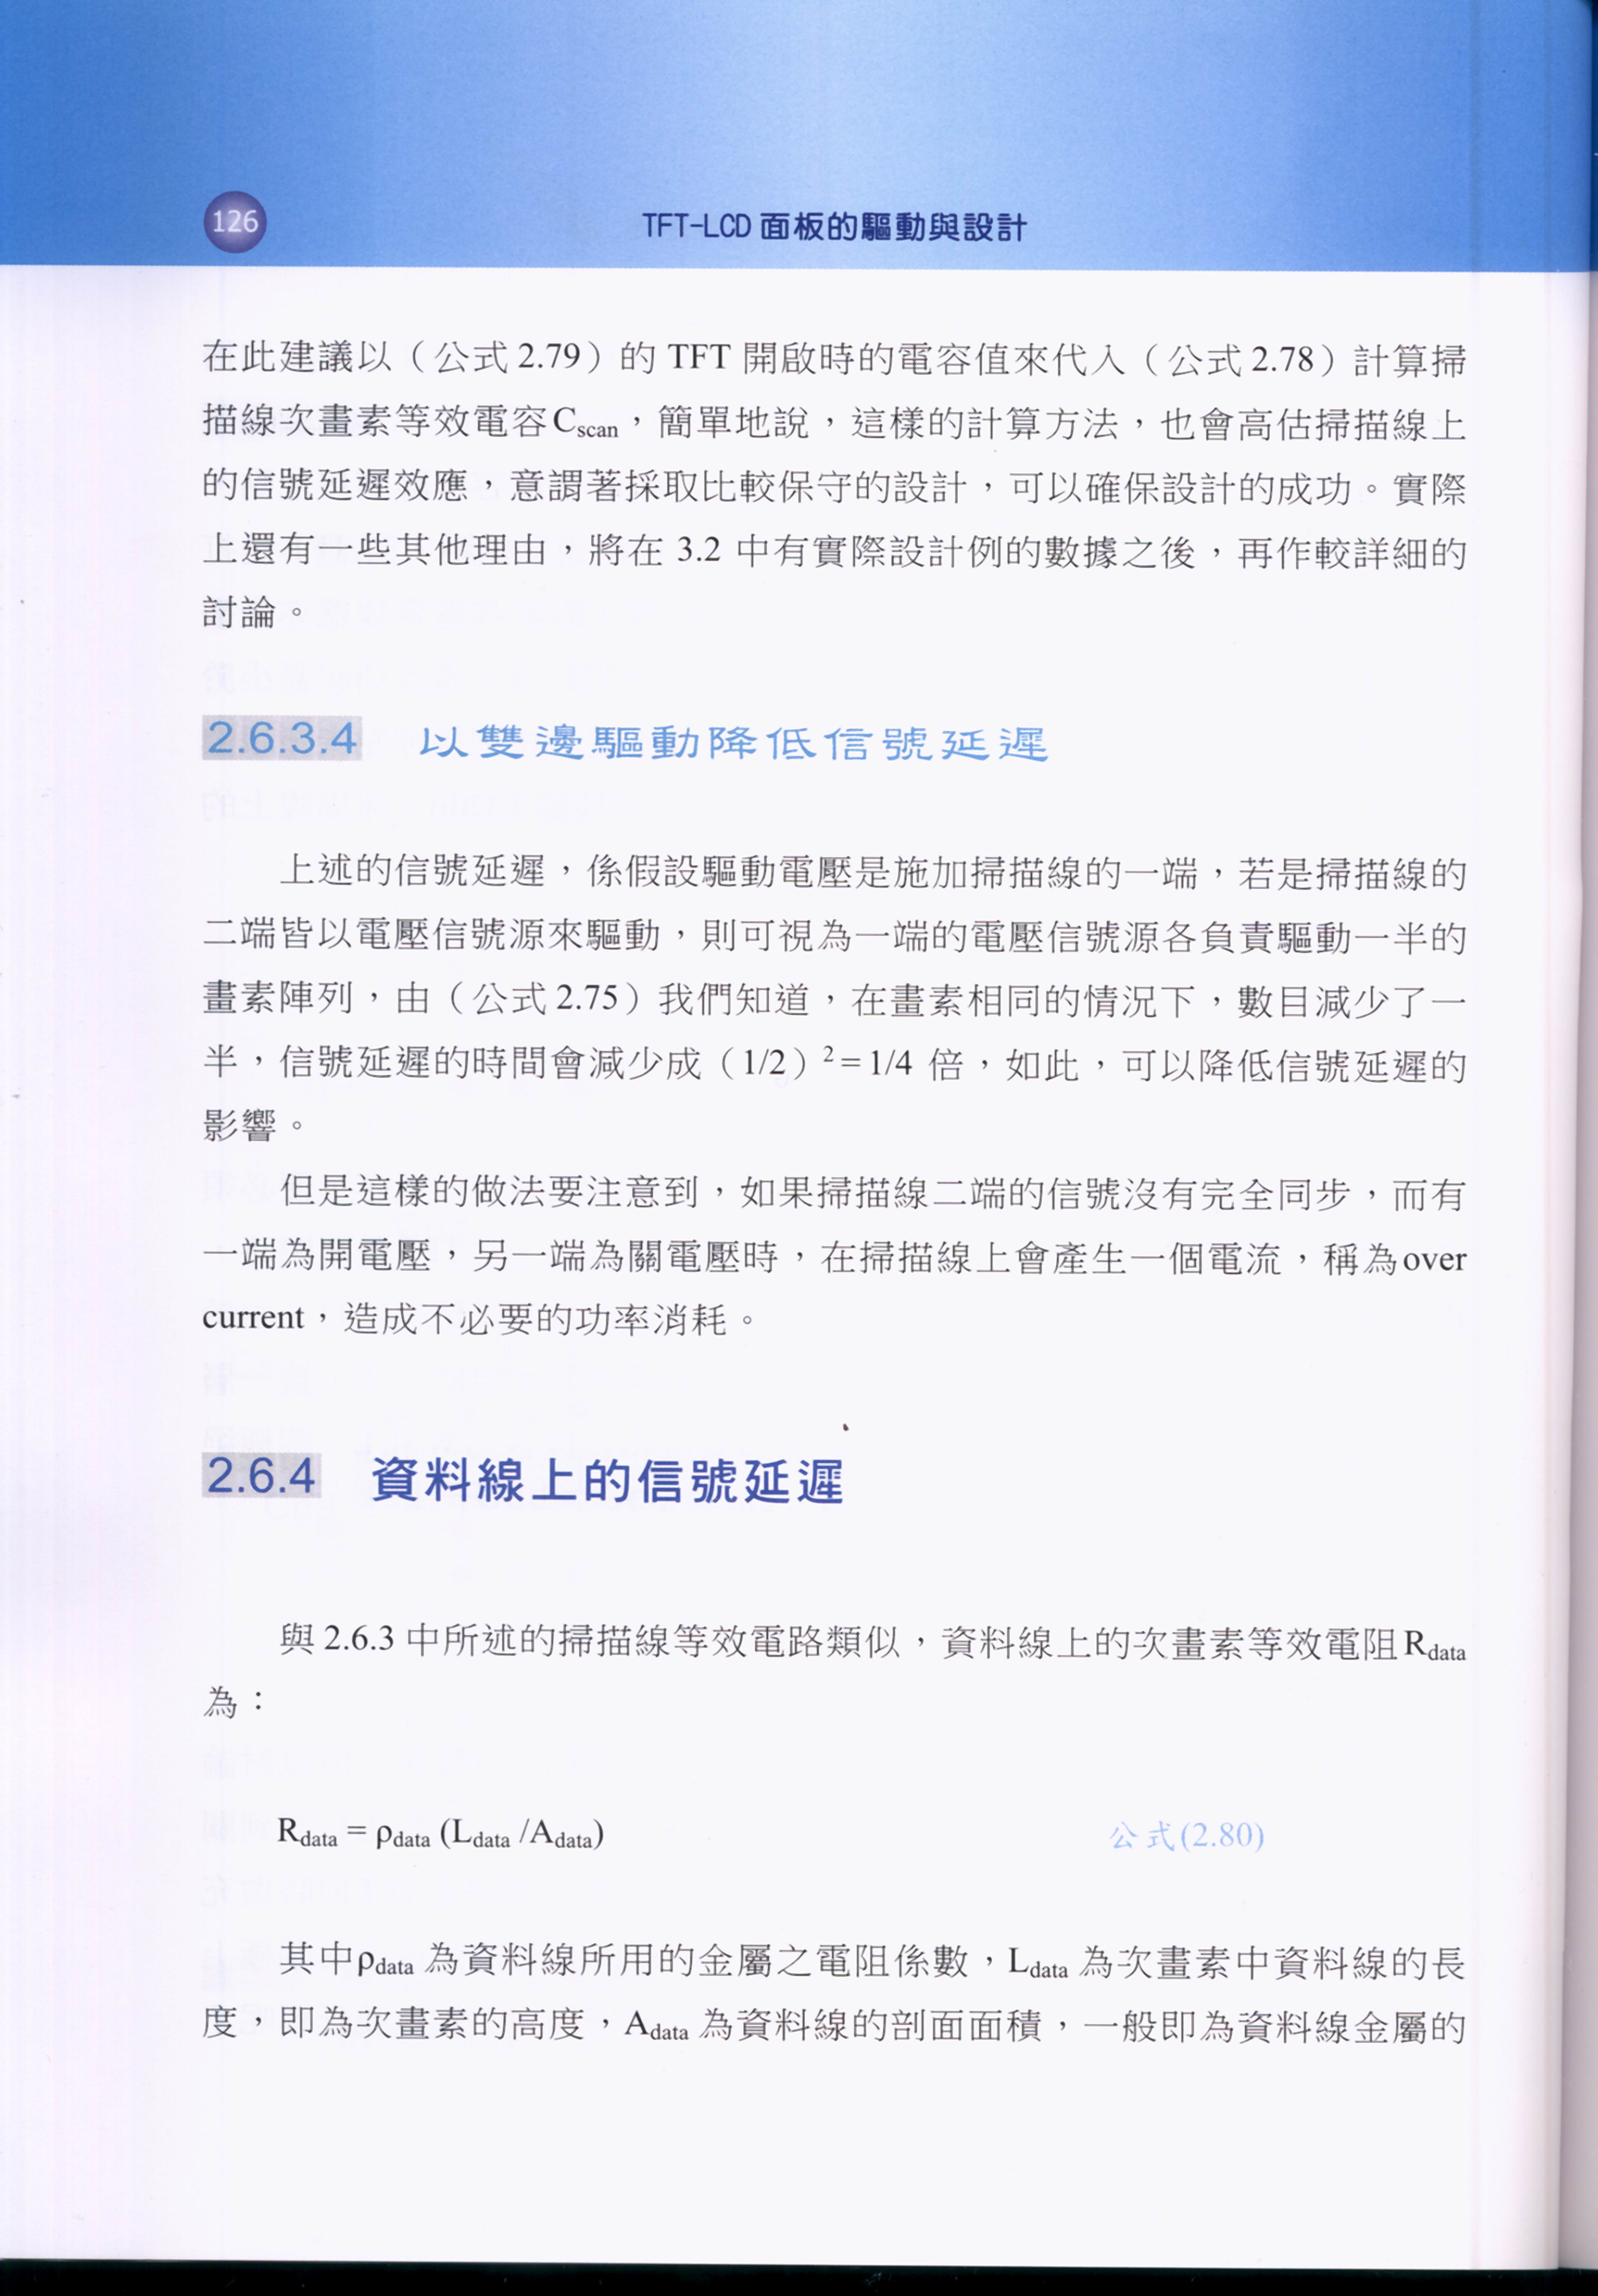 126
TFT-LCD 面板的驅動與設計
在此建議以（公式 2.79）的 TFT 開啟時的電容值來代入（公式 2.78）計算掃
描線次畫素等效電容Cscan，簡單地說，這樣的計算方法，也會高估掃描線上
的信號延遲效應，意謂著採取比較保守的設計，可以確保設計的成功。實際
上還有一些其他理由，將在 3.2 中有實際設計例的數據之後，再作較詳細的
討論。
2.6.3.4 以雙邊驅動降低信號延遲
上述的信號延遲，係假設驅動電壓是施加掃描線的一端，若是掃描線的
二端皆以電壓信號源來驅動，則可視為一端的電壓信號源各負責驅動一半的
畫素陣列，由（公式 2.75）我們知道，在畫素相同的情況下，數目減少了一
半，信號延遲的時間會減少成（1/2）²=1/4 倍，如此，可以降低信號延遲的
影響。
但是這樣的做法要注意到，如果掃描線二端的信號沒有完全同步，而有
一端為開電壓，另一端為關電壓時，在掃描線上會產生一個電流，稱為over
current，造成不必要的功率消耗。
2.6.4 資料線上的信號延遲
與 2.6.3 中所述的掃描線等效電路類似，資料線上的次畫素等效電阻Rdata
為：
Rdata = ρdata (Ldata /Adata) 公式(2.80)
其中ρdata 為資料線所用的金屬之電阻係數，Ldata 為次畫素中資料線的長
度，即為次畫素的高度，Adata 為資料線的剖面面積，一般即為資料線金屬的